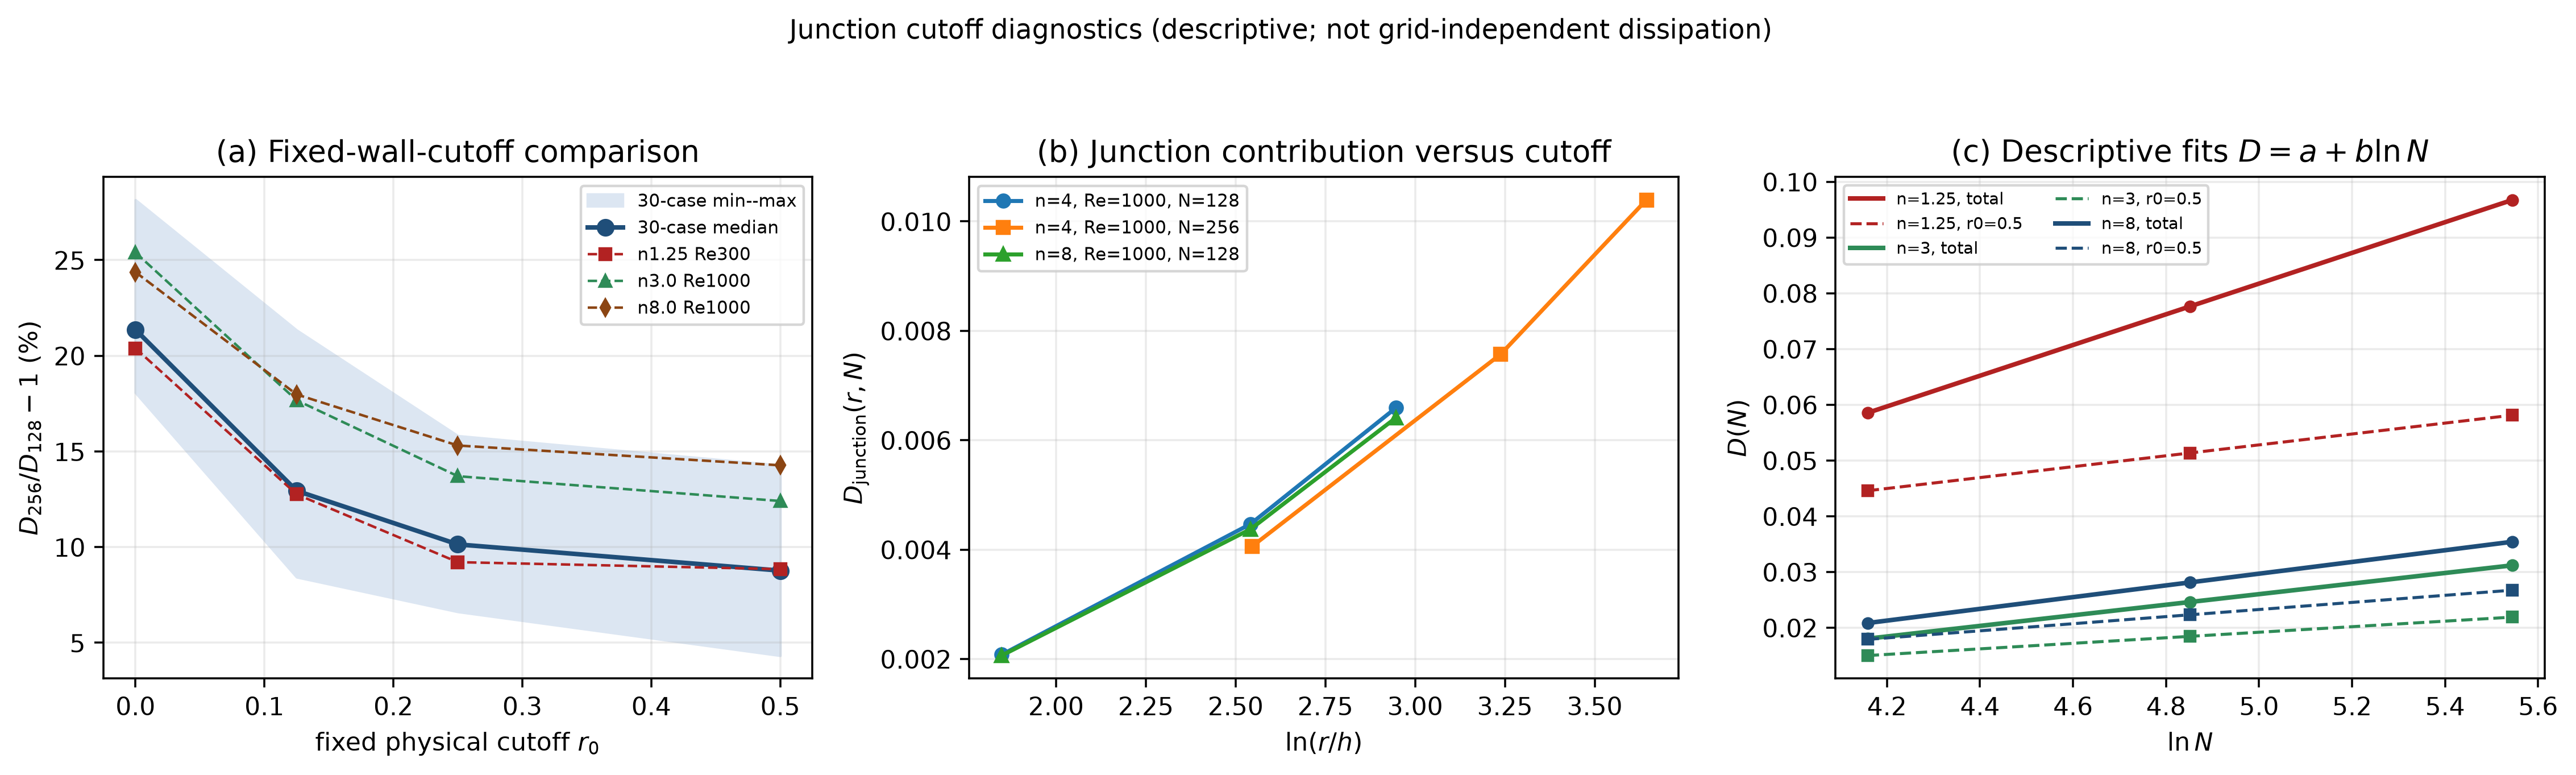 Junction cutoff diagnostics (descriptive; not grid-independent dissipation)
(a) Fixed-wall-cutoff comparison
30-case min--max
30-case median
n1.25 Re300
n3.0 Re1000
n8.0 Re1000
25
20
15
10
5
D₂₅₆/D₁₂₈ − 1 (%)
0.0 0.1 0.2 0.3 0.4 0.5
fixed physical cutoff r₀
(b) Junction contribution versus cutoff
n=4, Re=1000, N=128
n=4, Re=1000, N=256
n=8, Re=1000, N=128
0.010
0.008
0.006
0.004
0.002
D_junction(r, N)
2.00 2.25 2.50 2.75 3.00 3.25 3.50
ln(r/h)
(c) Descriptive fits D = a + b ln N
n=1.25, total
n=1.25, r0=0.5
n=3, total
n=3, r0=0.5
n=8, total
n=8, r0=0.5
0.10
0.09
0.08
0.07
0.06
0.05
0.04
0.03
0.02
D(N)
4.2 4.4 4.6 4.8 5.0 5.2 5.4 5.6
ln N